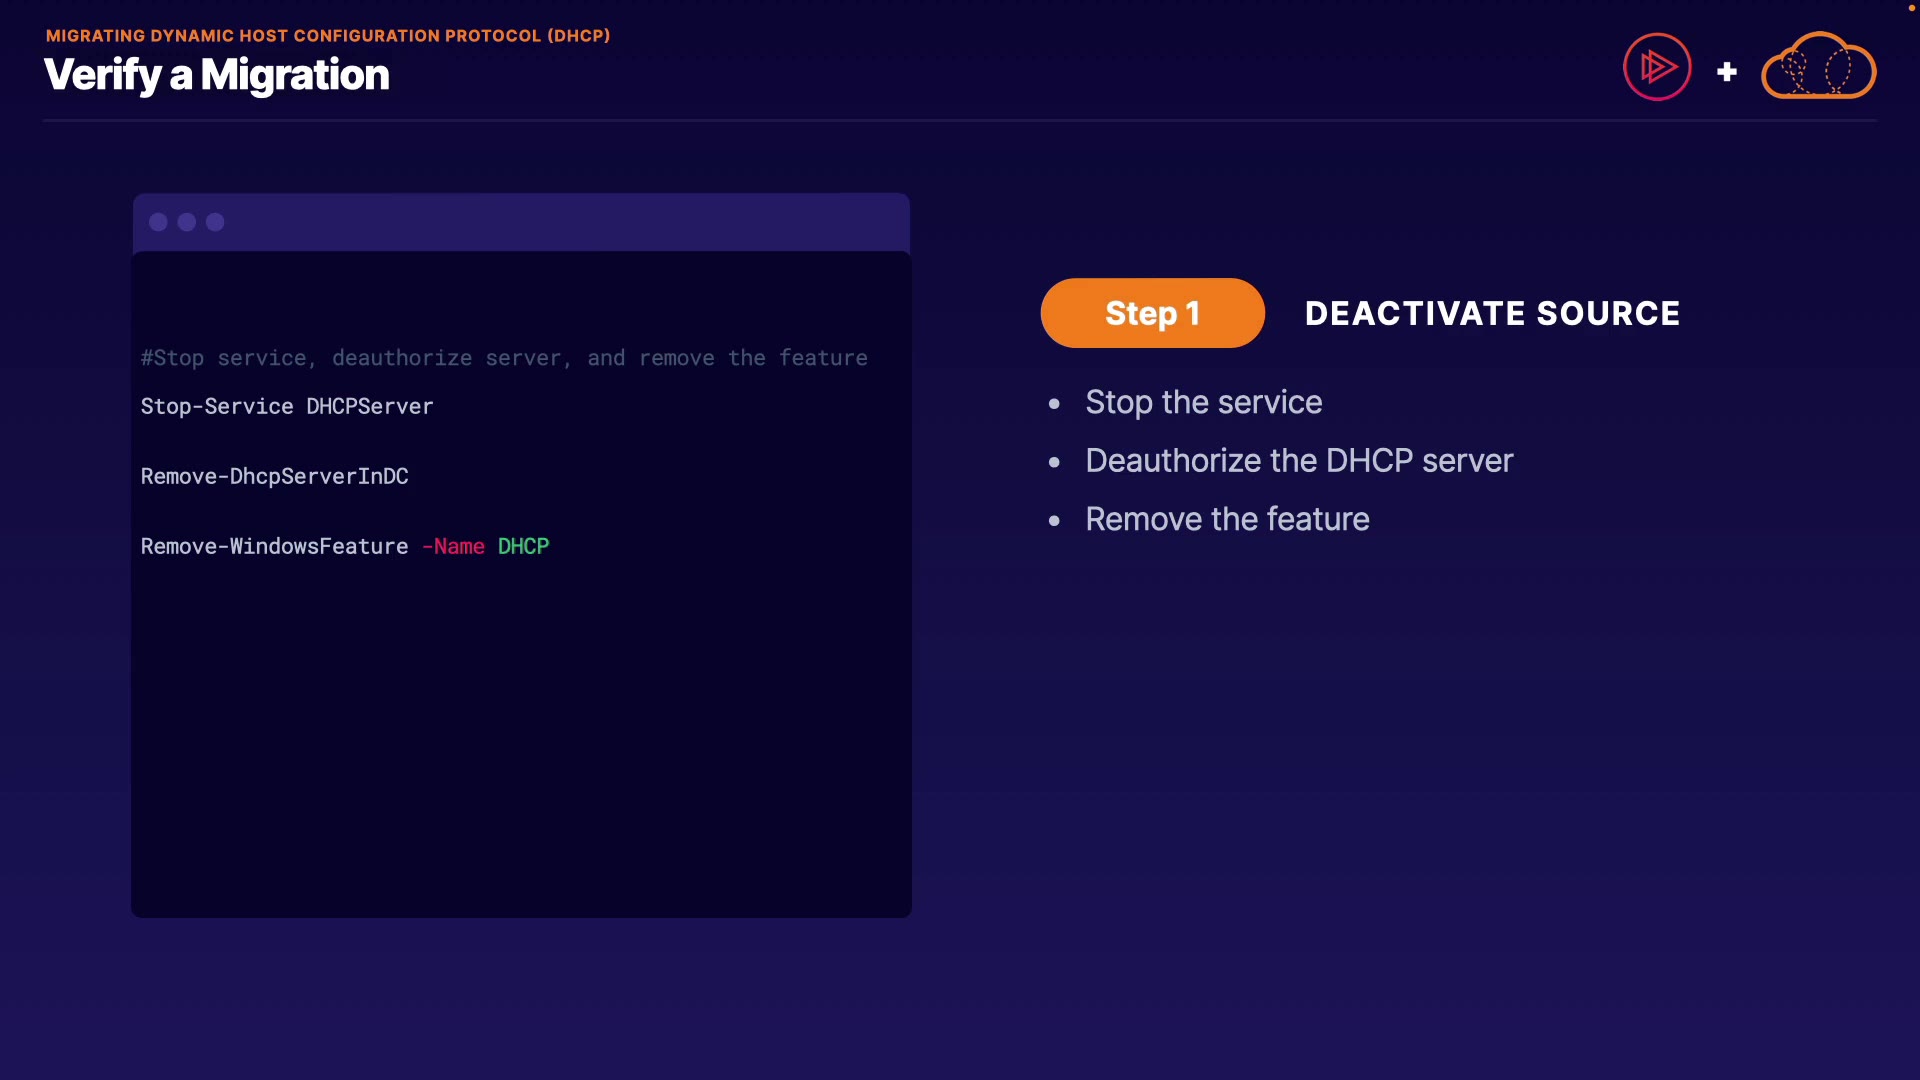 MIGRATING DYNAMIC HOST CONFIGURATION PROTOCOL (DHCP)
Verify a Migration
#Stop service, deauthorize server, and remove the feature
Stop-Service DHCPServer
Remove-DhcpServerInDC
Remove-WindowsFeature -Name DHCP
Step 1
DEACTIVATE SOURCE
• Stop the service
• Deauthorize the DHCP server
• Remove the feature